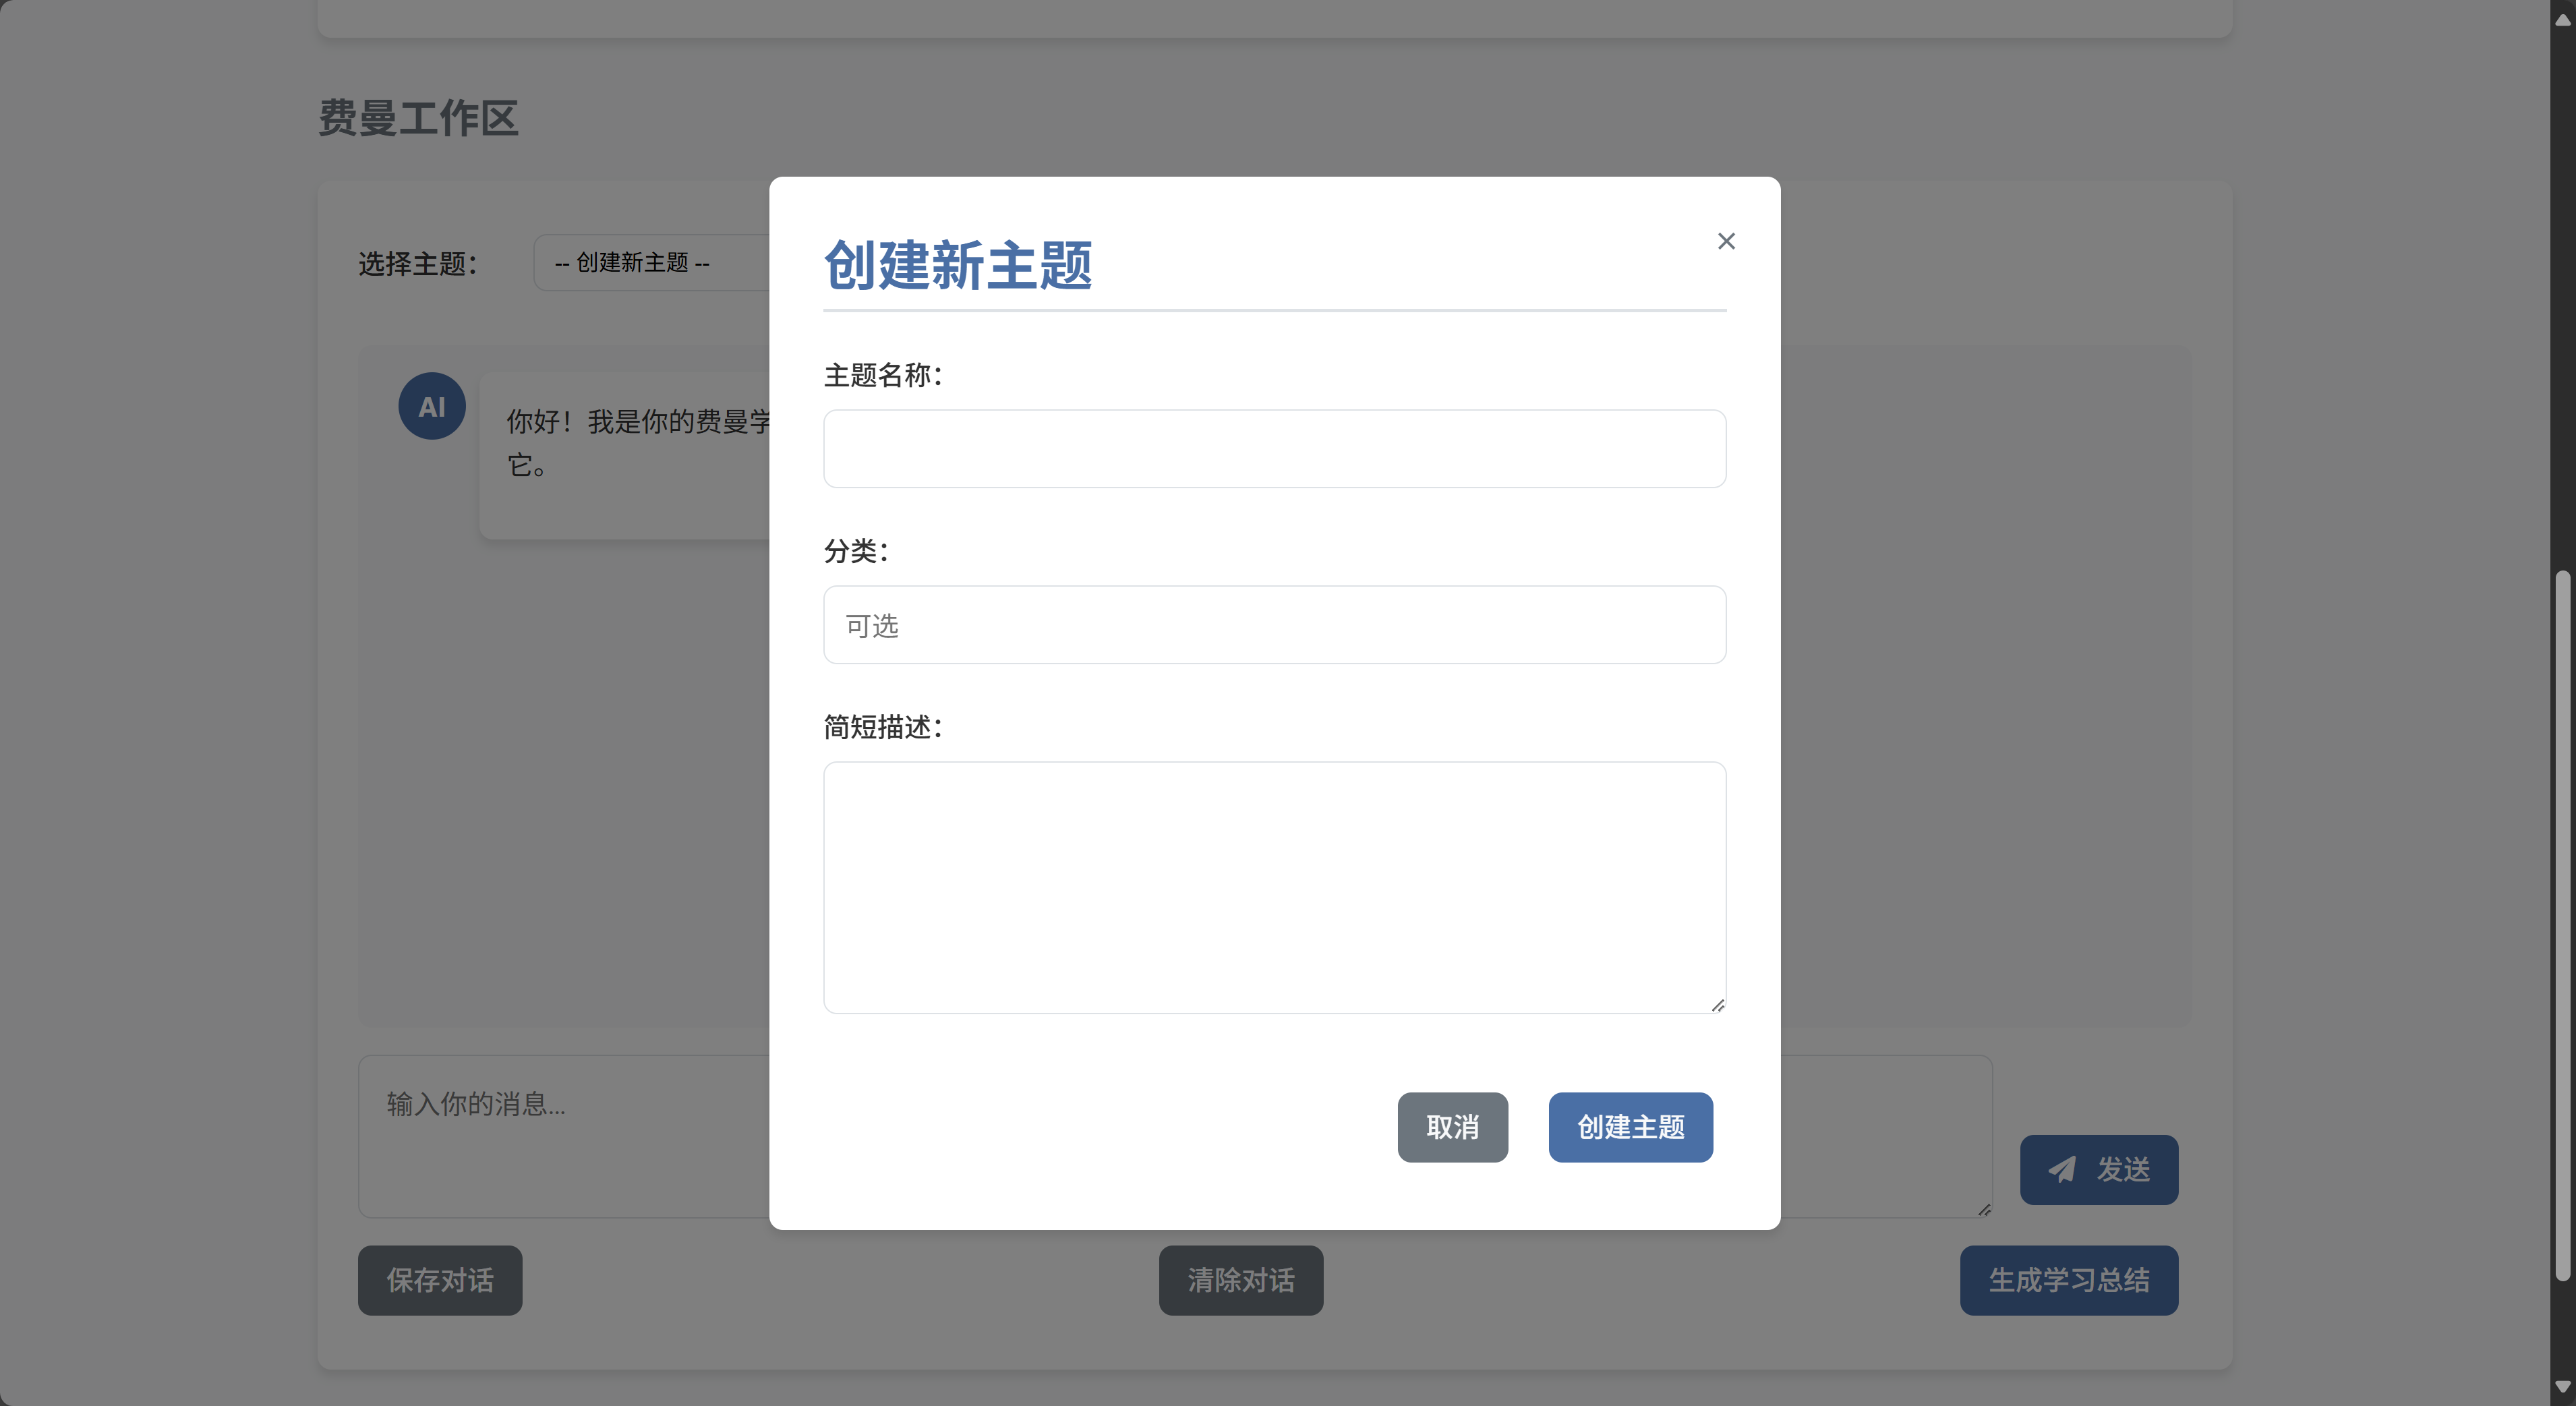 费曼工作区
选择主题：
-- 创建新主题 --
AI
你好！我是你的费曼学
它。
创建新主题
×
主题名称：
分类：
可选
简短描述：
取消
创建主题
输入你的消息...
发送
保存对话
清除对话
生成学习总结